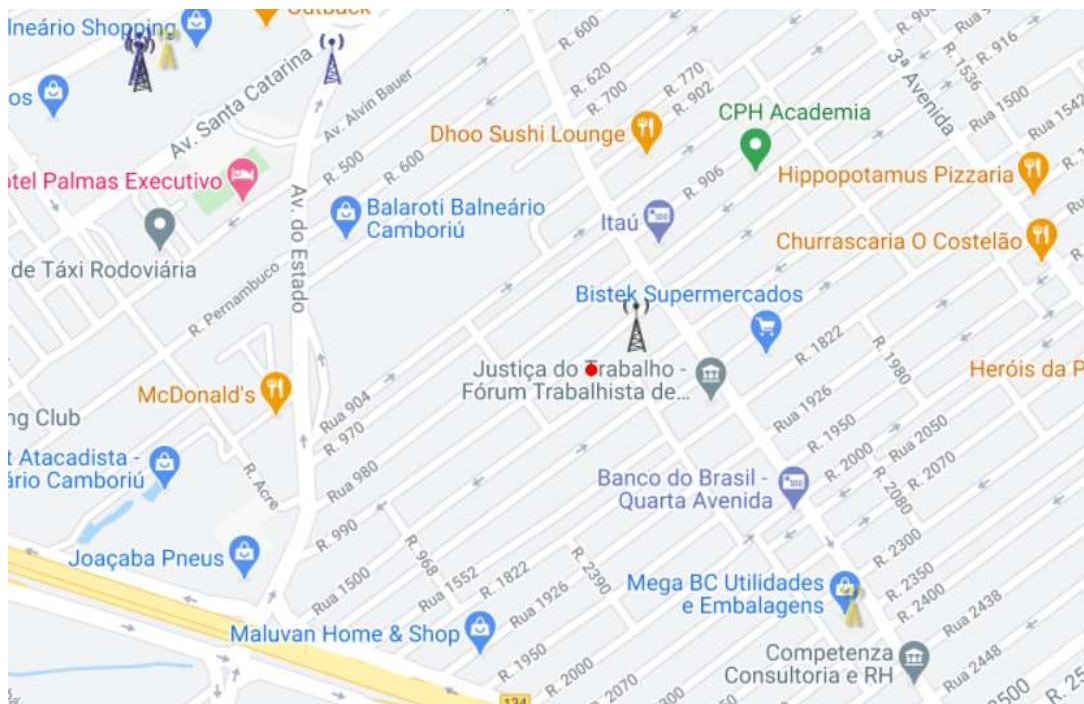 Outback
lneário Shopping
os
Av. Santa Catarina
Av. Alvin Bauer
R. 500
R. 600
R. 600
R. 620
R. 700
R. 770
R. 902
3ª Avenida
R. 916
R. 1536
Rua 1500
Rua 1542
CPH Academia
Dhoo Sushi Lounge
Hippopotamus Pizzaria
R. 906
otel Palmas Executivo
Balaroti Balneário
Camboriú
Itaú
Churrascaria O Costelão
de Táxi Rodoviária
R. Pernambuco
Av. do Estado
Bistek Supermercados
R. 1822
R. 1980
Justiça do Trabalho -
Fórum Trabalhista de...
Heróis da P
McDonald's
Rua 904
R. 970
Rua 1926
ng Club
R. 1950
Rua 2050
t Atacadista -
ário Camboriú
R. Acre
Rua 980
R. 2000
R. 2070
Banco do Brasil -
Quarta Avenida
R. 2080
R. 990
R. 968
R. 2300
Joaçaba Pneus
R. 2390
R. 2350
Rua 1500
Rua 1552
R. 1822
Rua 1926
Mega BC Utilidades
e Embalagens
R. 2400
Rua 2438
Maluvan Home & Shop
R. 1950
R. 2000
R. 2070
Competenza
Consultoria e RH
Rua 2448
2500
134